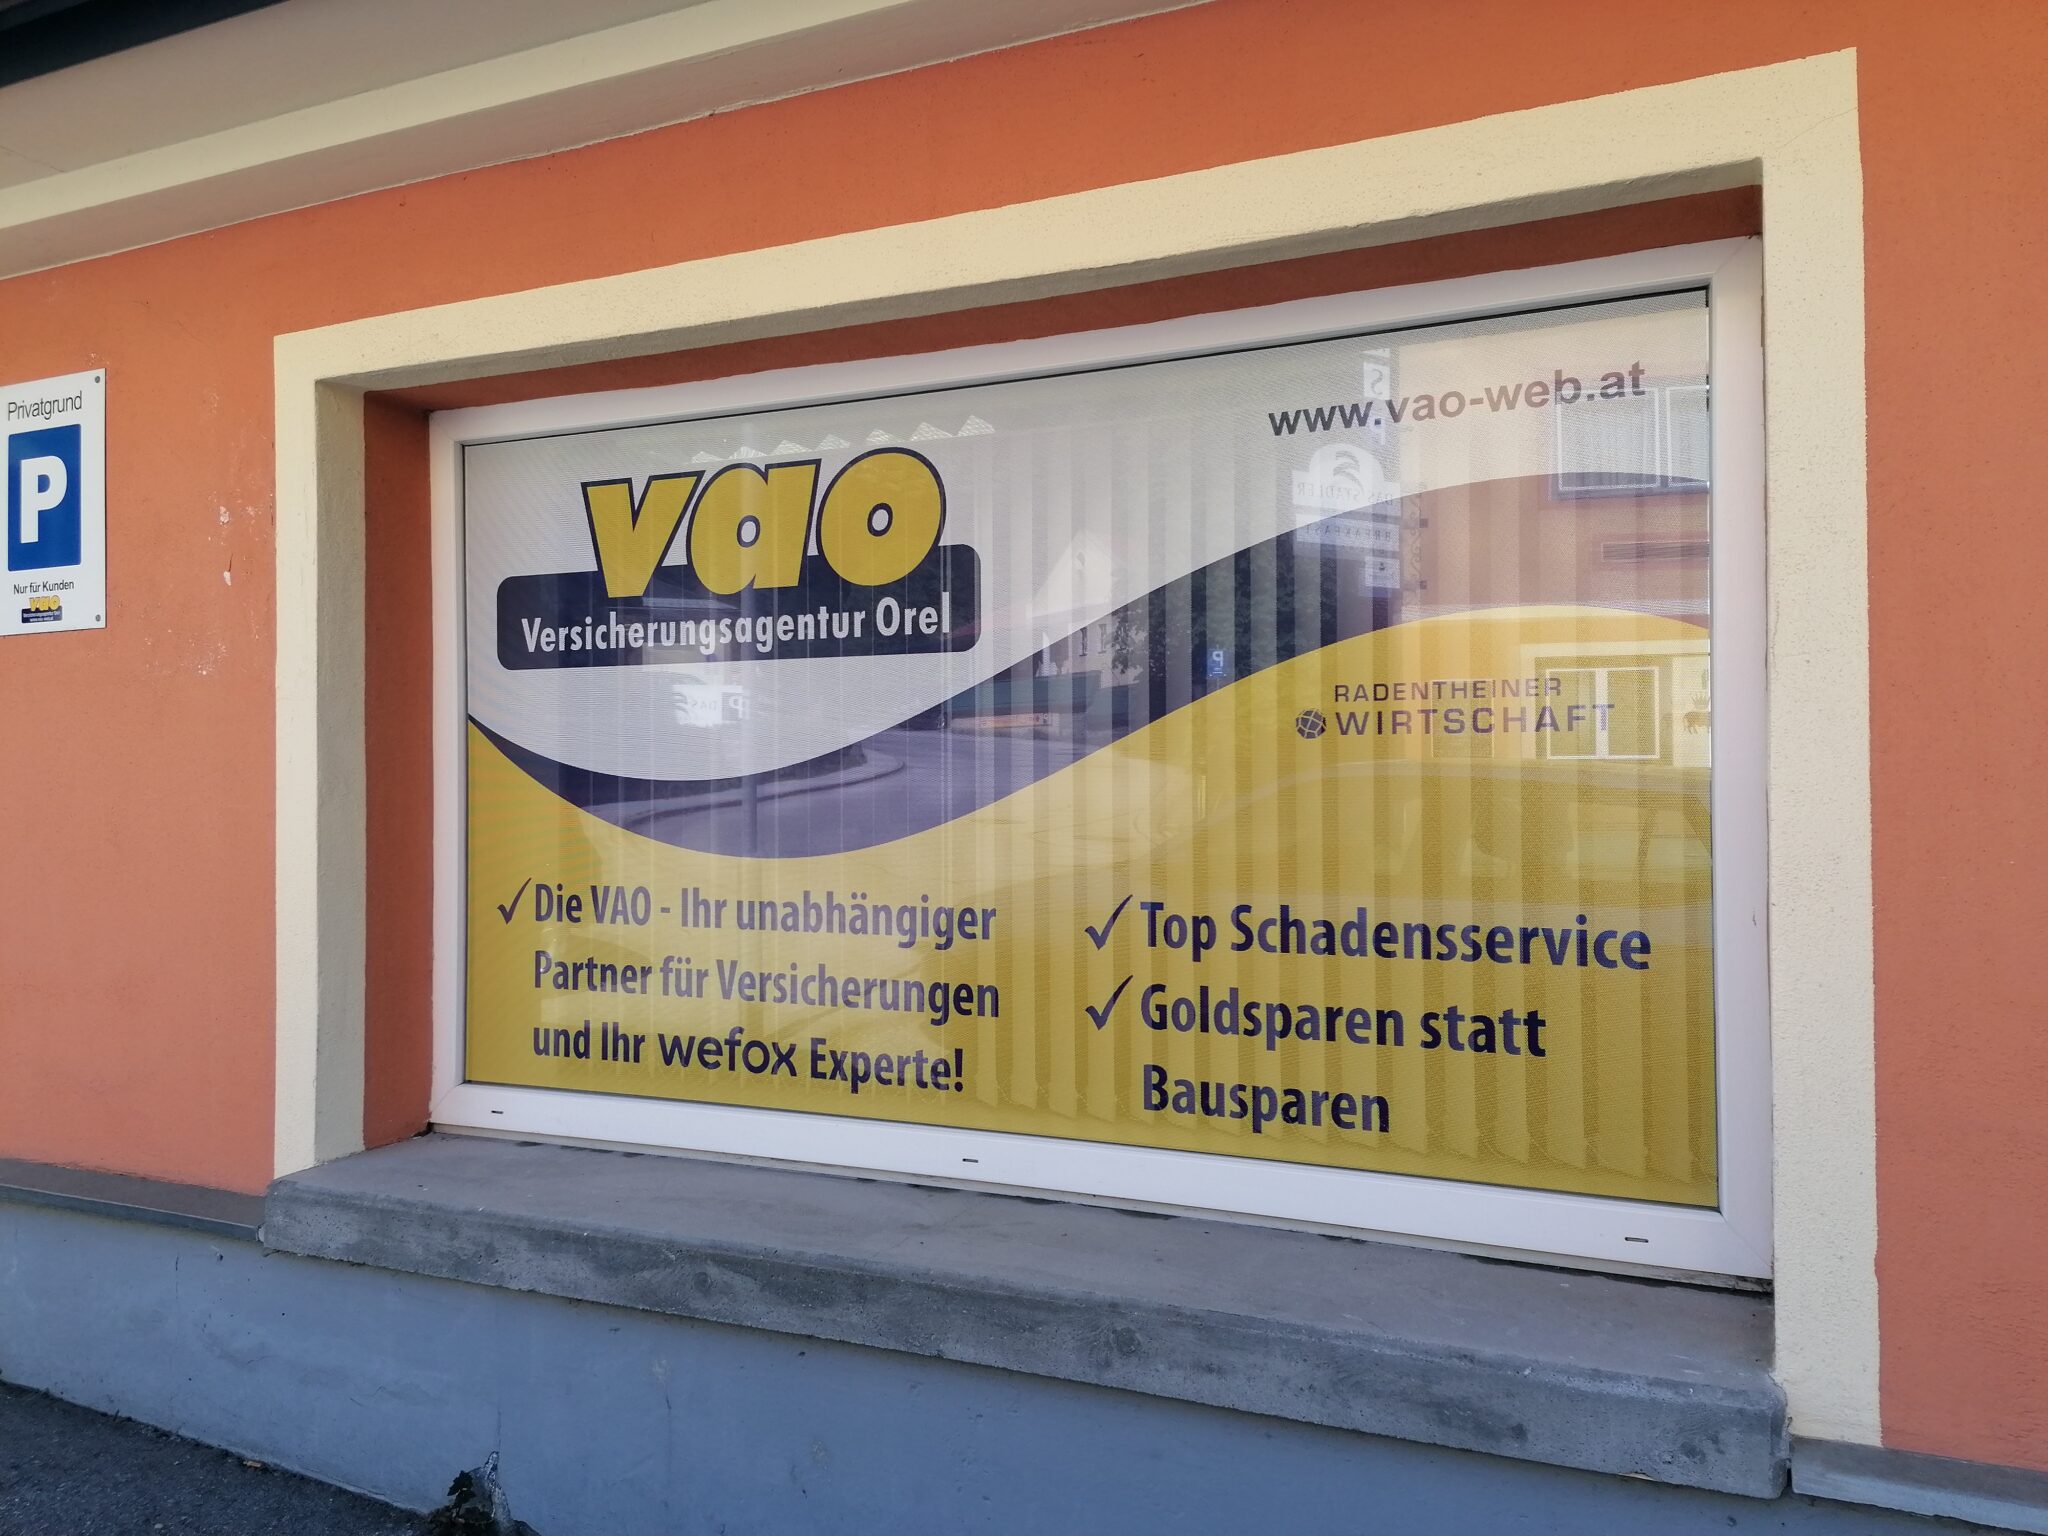 Privatgrund
P
Nur für Kunden
vao
www.vao-web.at
vao
Versicherungsagentur Orel
RADENTHEINER
WIRTSCHAFT
✓ Die VAO - Ihr unabhängiger
Partner für Versicherungen
und Ihr wefox Experte!
✓ Top Schadensservice
✓ Goldsparen statt
Bausparen